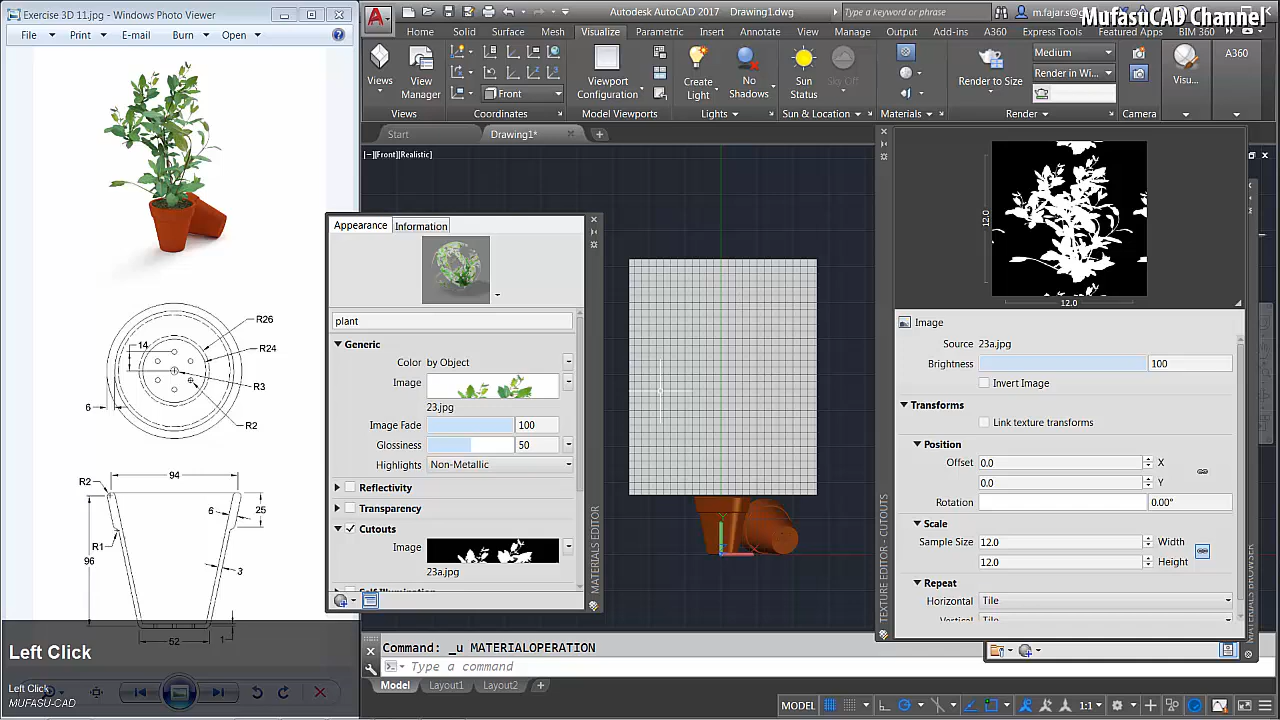 Exercise 3D 11.jpg - Windows Photo Viewer
File Print Email Burn Open
R26
R24
14
R3
6
R2
94
R2
6
25
R1
96
3
52
1
Left Click
Left Click
MUFASU-CAD
Autodesk AutoCAD 2017 Drawing1.dwg
Type a keyword or phrase
m.fajar.s@
MufasuCAD Channel
Home Solid Surface Mesh Visualize Parametric Insert Annotate View Manage Output Add-ins A360 Express Tools Featured Apps BIM 360
Views
View
Manager
Views
Front
Coordinates
Viewport
Configuration
Model Viewports
Create
Light
No
Shadows
Lights
Sun
Status
Sky Off
Sun & Location
Materials
Render to Size
Medium
Render in Wi...
Render
Camera
Visu...
A360
Start Drawing1*
[−][Front][Realistic]
Appearance Information
plant
Generic
Color by Object
Image
23.jpg
Image Fade 100
Glossiness 50
Highlights Non-Metallic
Reflectivity
Transparency
Cutouts
Image
23a.jpg
MATERIALS EDITOR
12.0
12.0
Image
Source 23a.jpg
Brightness 100
Invert Image
Transforms
Link texture transforms
Position
Offset 0.0 X
0.0 Y
Rotation 0.00°
Scale
Sample Size 12.0 Width
12.0 Height
Repeat
Horizontal Tile
Vertical Tile
TEXTURE EDITOR - CUTOUTS
MATERIALS BROWSER
Command: _u MATERIALOPERATION
Type a command
Model Layout1 Layout2
MODEL 1:1